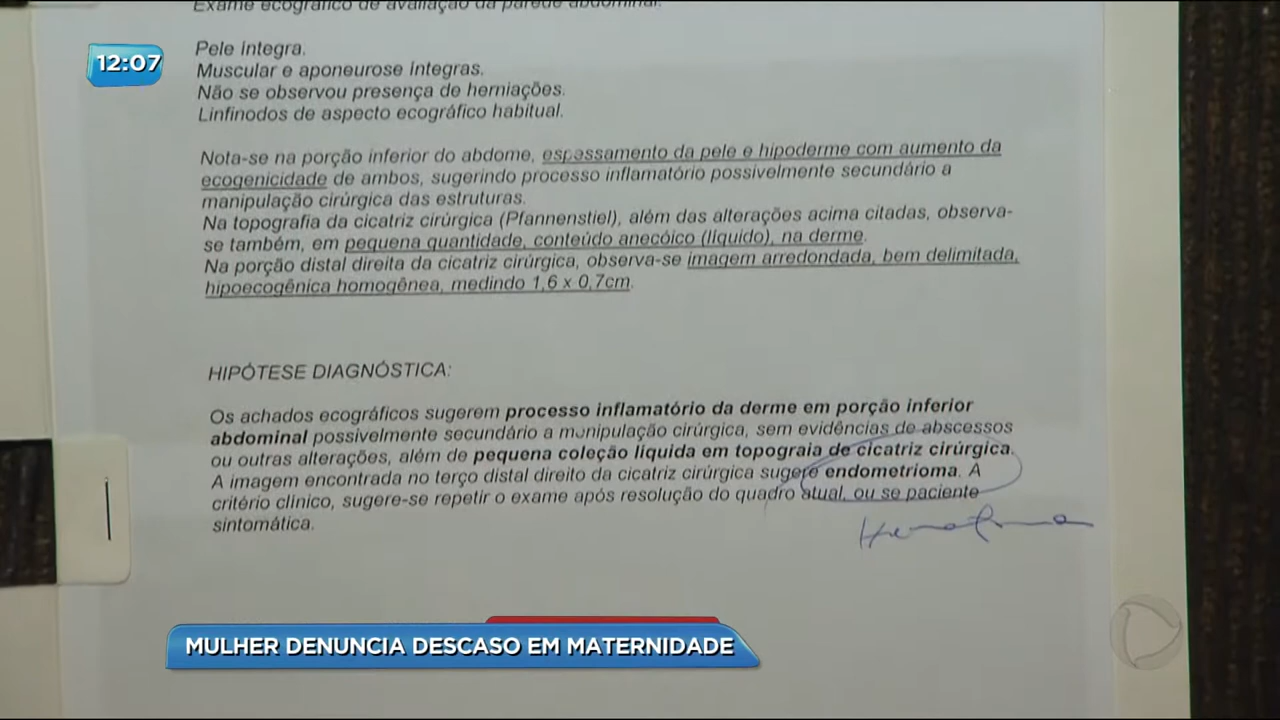 Exame ecográfico de avaliação da parede abdominal.
12:07
Pele íntegra.
Muscular e aponeurose íntegras.
Não se observou presença de herniações.
Linfinodos de aspecto ecográfico habitual.
Nota-se na porção inferior do abdome, espessamento da pele e hipoderme com aumento da
ecogenicidade de ambos, sugerindo processo inflamatório possivelmente secundário a
manipulação cirúrgica das estruturas.
Na topografia da cicatriz cirúrgica (Pfannenstiel), além das alterações acima citadas, observa-
se também, em pequena quantidade, conteúdo anecóico (líquido), na derme.
Na porção distal direita da cicatriz cirúrgica, observa-se imagem arredondada, bem delimitada,
hipoecogênica homogênea, medindo 1,6 x 0,7cm.
HIPÓTESE DIAGNÓSTICA:
Os achados ecográficos sugerem processo inflamatório da derme em porção inferior
abdominal possivelmente secundário a manipulação cirúrgica, sem evidências de abscessos
ou outras alterações, além de pequena coleção líquida em topograia de cicatriz cirúrgica.
A imagem encontrada no terço distal direito da cicatriz cirúrgica sugere endometrioma. A
critério clínico, sugere-se repetir o exame após resolução do quadro atual, ou se paciente
sintomática.
MULHER DENUNCIA DESCASO EM MATERNIDADE